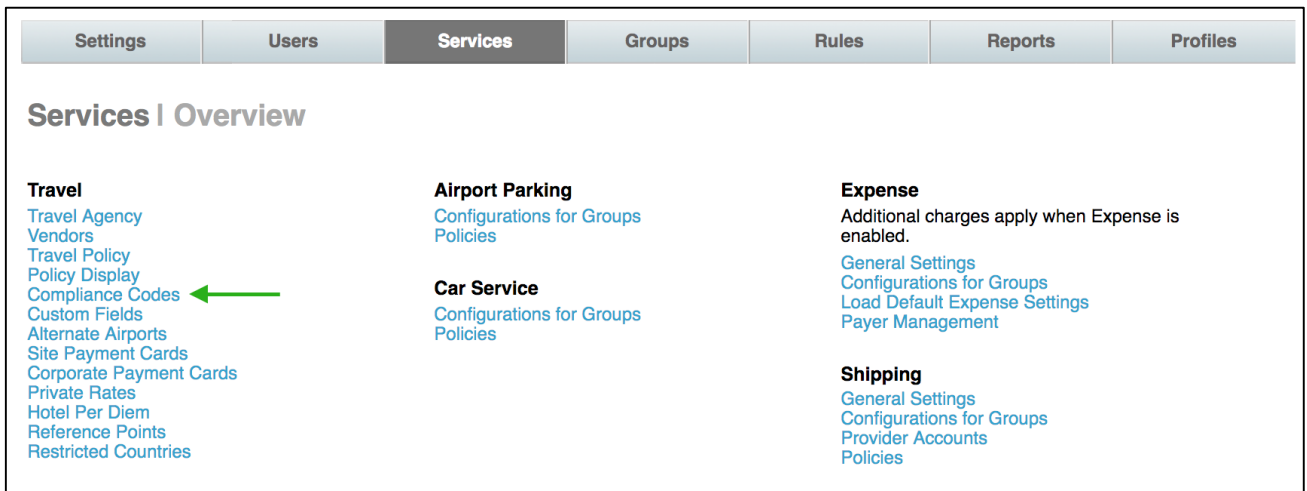 Settings Users Services Groups Rules Reports Profiles
Services | Overview
Travel
Travel Agency
Vendors
Travel Policy
Policy Display
Compliance Codes
Custom Fields
Alternate Airports
Site Payment Cards
Corporate Payment Cards
Private Rates
Hotel Per Diem
Reference Points
Restricted Countries
Airport Parking
Configurations for Groups
Policies
Car Service
Configurations for Groups
Policies
Expense
Additional charges apply when Expense is
enabled.
General Settings
Configurations for Groups
Load Default Expense Settings
Payer Management
Shipping
General Settings
Configurations for Groups
Provider Accounts
Policies